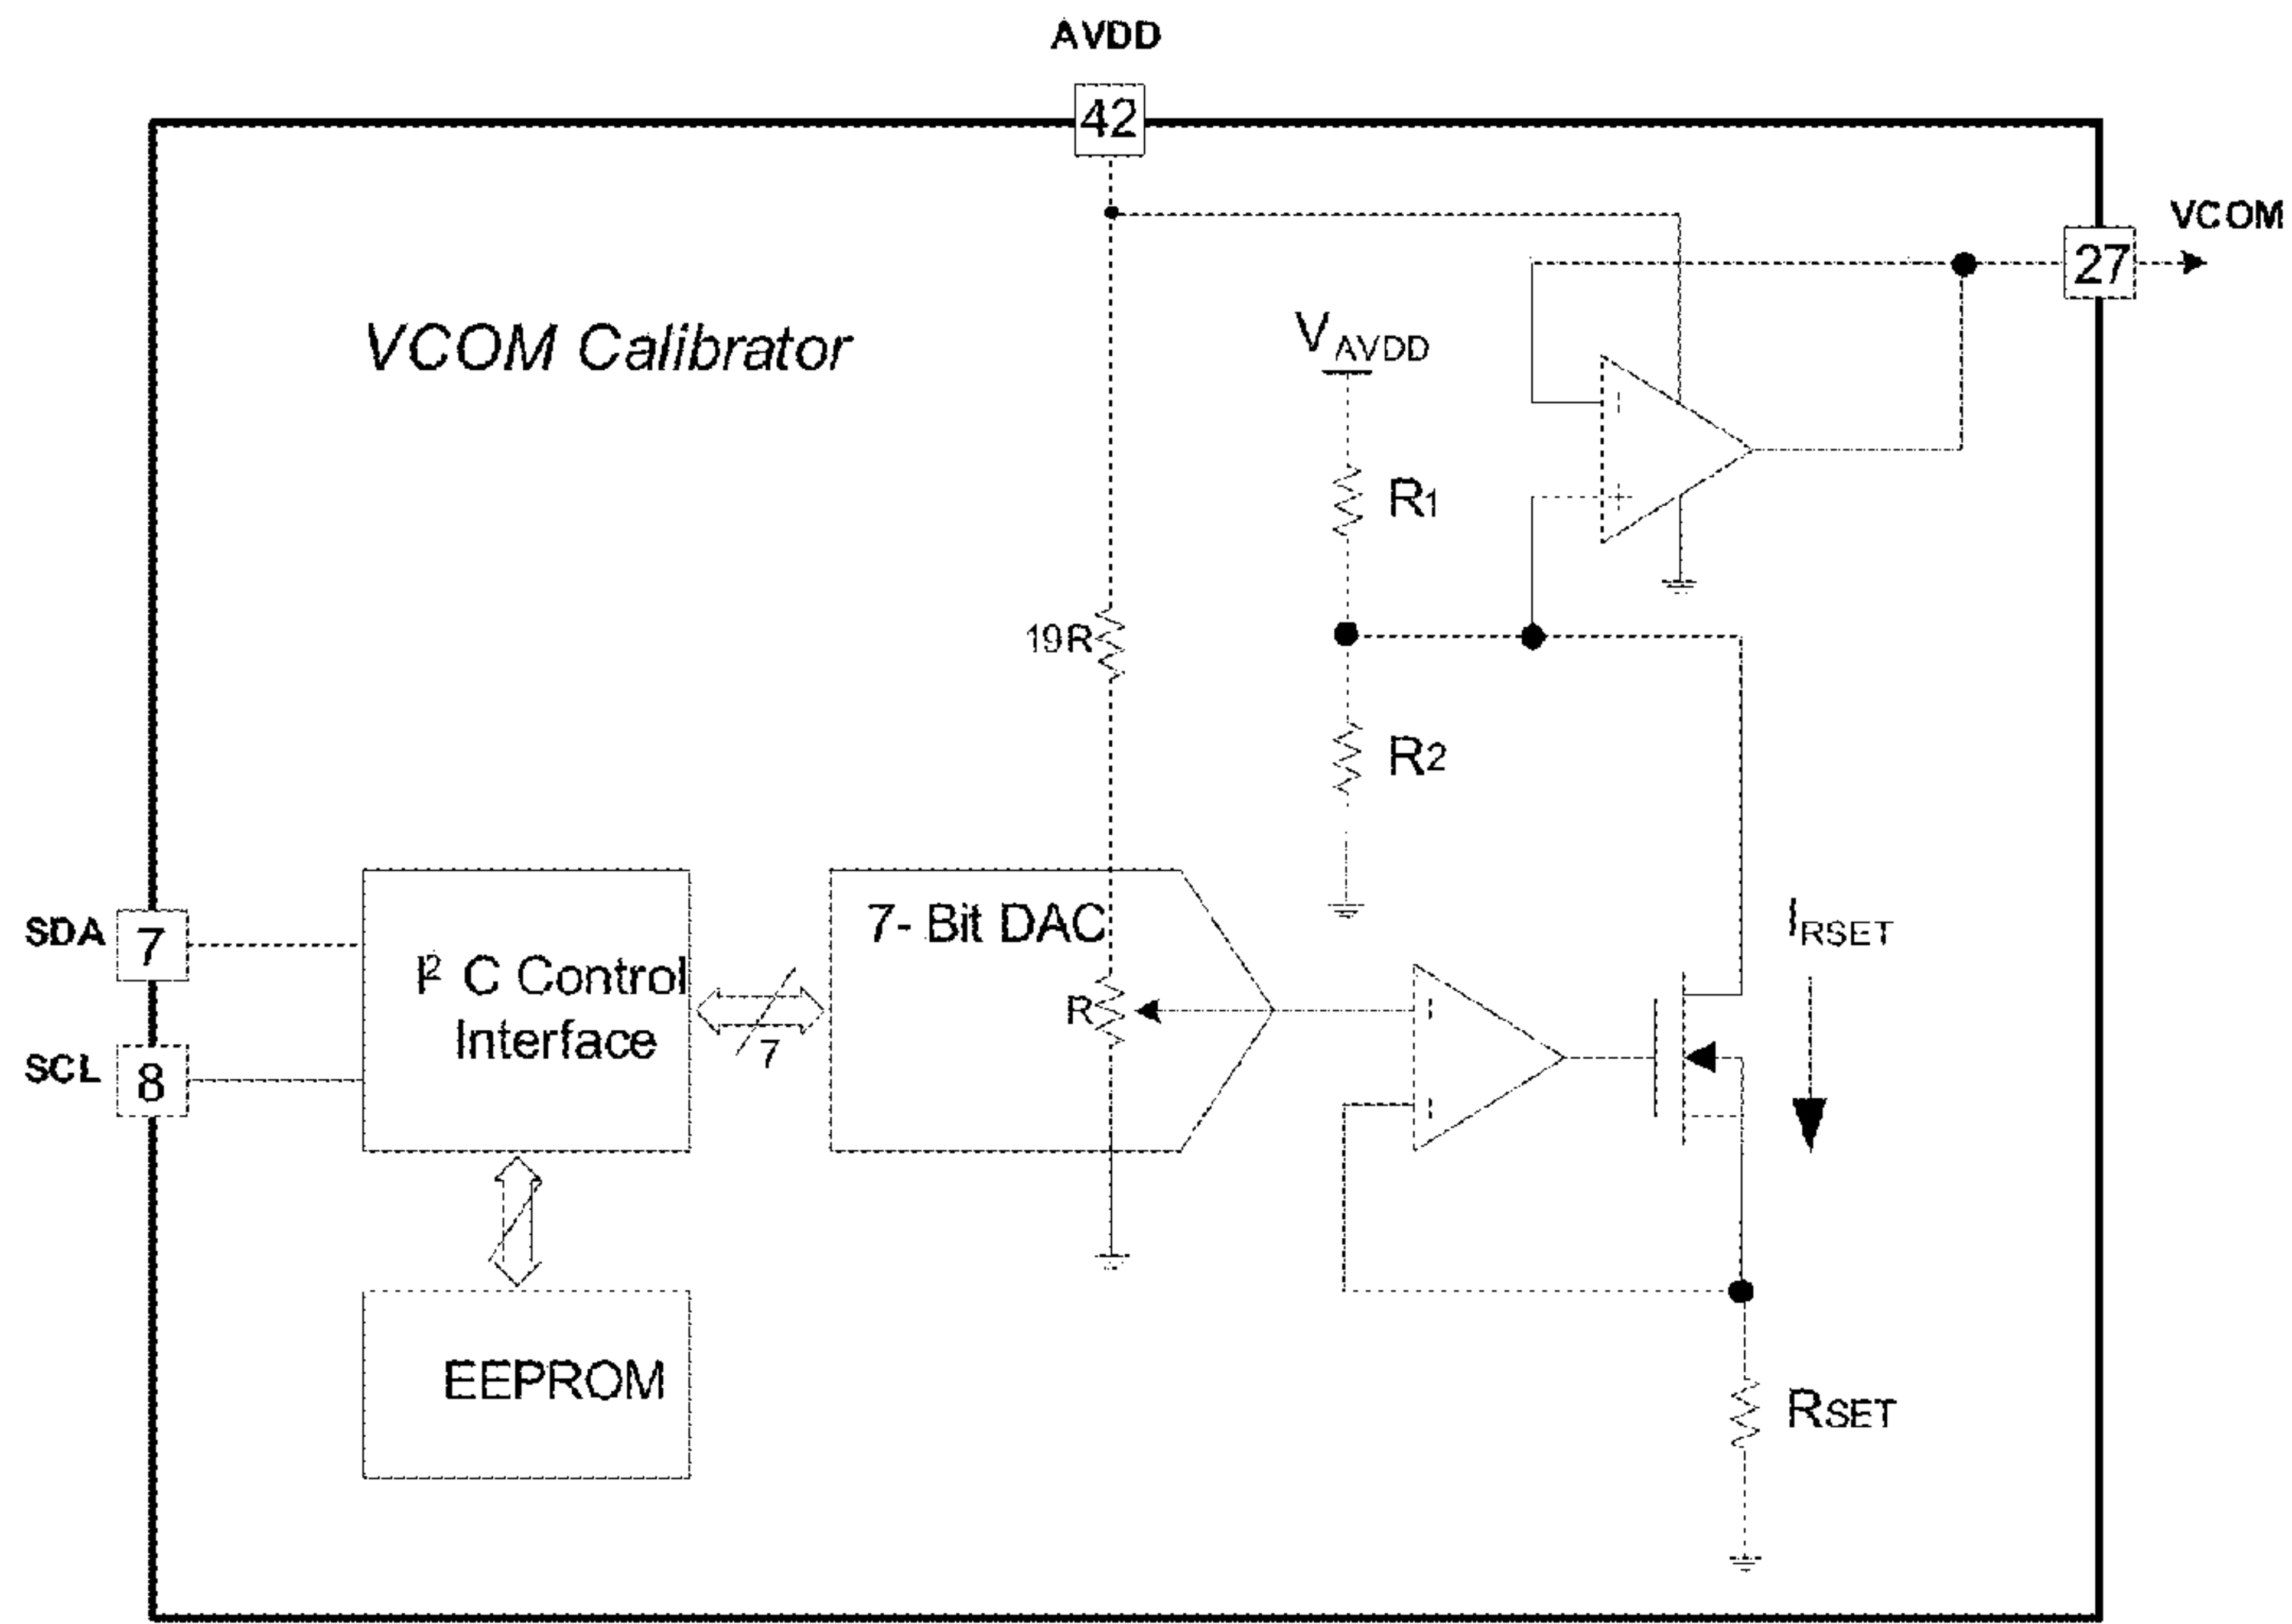 AVDD
42
VCOM
27
VCOM Calibrator
VAVDD
R1
19R
R2
SDA
7
SCL
8
I2 C Control
Interface
7
7- Bit DAC
R
IRSET
EEPROM
RSET